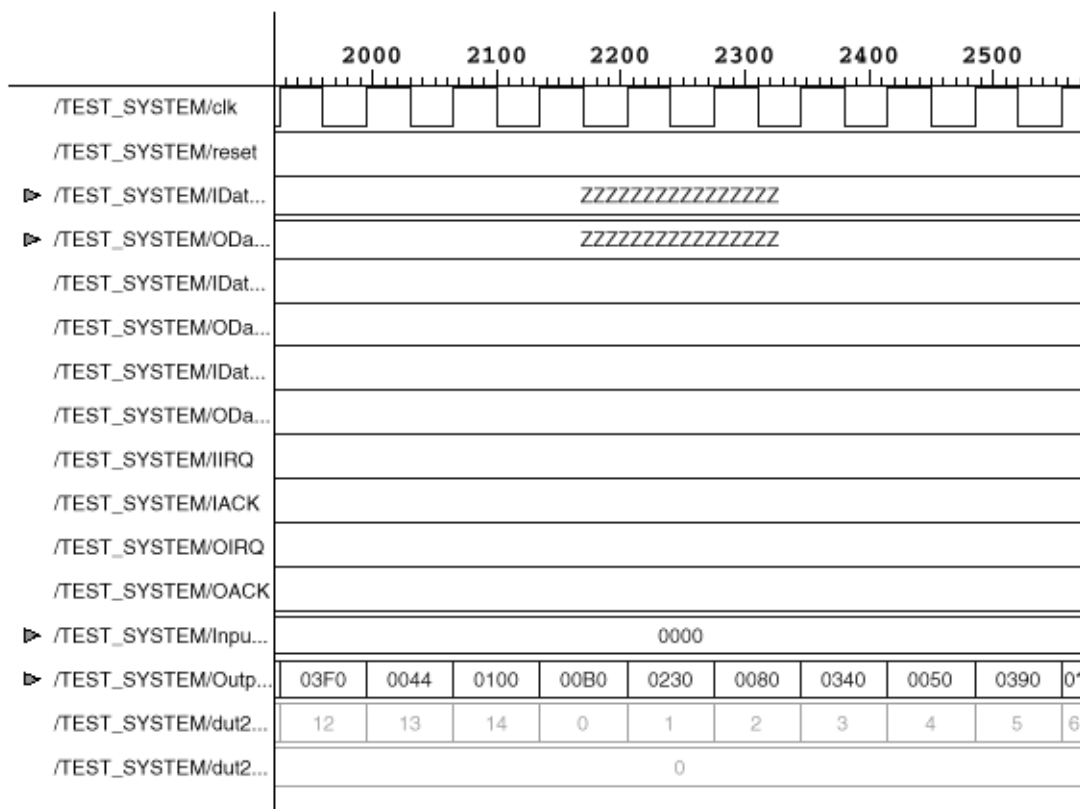 2000 2100 2200 2300 2400 2500
/TEST_SYSTEM/clk
/TEST_SYSTEM/reset
/TEST_SYSTEM/IDat... ZZZZZZZZZZZZZZZZ
/TEST_SYSTEM/ODa... ZZZZZZZZZZZZZZZZ
/TEST_SYSTEM/IDat...
/TEST_SYSTEM/ODa...
/TEST_SYSTEM/IDat...
/TEST_SYSTEM/ODa...
/TEST_SYSTEM/IIRQ
/TEST_SYSTEM/IACK
/TEST_SYSTEM/OIRQ
/TEST_SYSTEM/OACK
/TEST_SYSTEM/Inpu... 0000
/TEST_SYSTEM/Outp... 03F0 0044 0100 00B0 0230 0080 0340 0050 0390
/TEST_SYSTEM/dut2... 12 13 14 0 1 2 3 4 5 6
/TEST_SYSTEM/dut2... 0